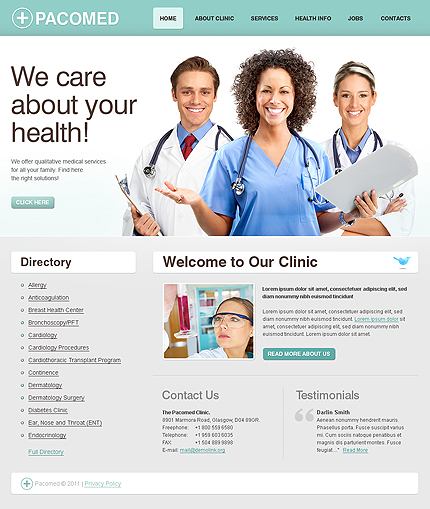 PACOMED
HOME ABOUT CLINIC SERVICES HEALTH INFO JOBS CONTACTS
We care
about your
health!
We offer qualitative medical services
for all your family. Find here
the right solutions!
CLICK HERE
Directory
Allergy
Anticoagulation
Breast Health Center
Bronchoscopy/PFT
Cardiology
Cardiology Procedures
Cardiothoracic Transplant Program
Continence
Dermatology
Dermatology Surgery
Diabetes Clinic
Ear, Nose and Throat (ENT)
Endocrinology
Full Directory
Welcome to Our Clinic
Lorem ipsum dolor sit amet, consectetuer adipiscing elit, sed
diam nonummy nibh euismod tincidunt!
Lorem ipsum dolor sit amet, consectetuer adipiscing elit,
sed diam nonummy nibh euismod. Lorem ipsum dolor sit
amet, consectetuer adipiscing elit, sed diam nonummy nibh
euismod tincidunt.
READ MORE ABOUT US
Contact Us
The Pacomed Clinic,
8901 Marmora Road, Glasgow, D04 89GR.
Freephone: +1 800 559 6580
Telephone: +1 959 603 6035
FAX: +1 504 889 9898
E-mail: mail@demolink.org
Testimonials
Darlin Smith
Aenean nonummy hendrerit mauris.
Phasellus porta. Fusce suscipit varius
mi. Cum sociis natoque penatibus et
magnis dis parturient montes. Fusce
feugiat..." Read More
Pacomed © 2011 | Privacy Policy